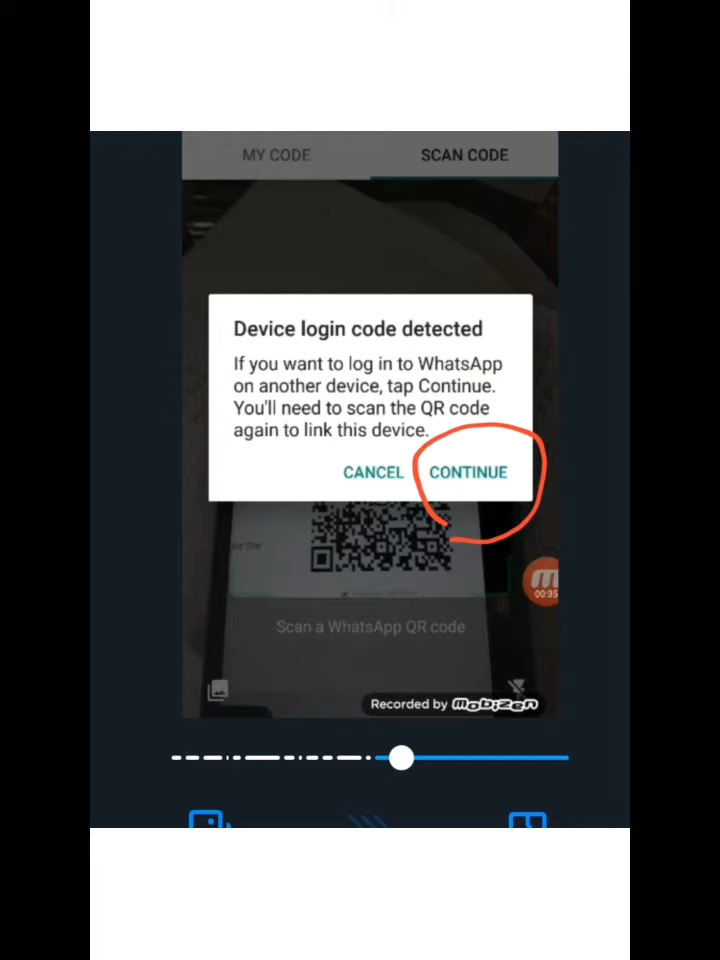 MY CODE
SCAN CODE
Device login code detected
If you want to log in to WhatsApp
on another device, tap Continue.
You'll need to scan the QR code
again to link this device.
CANCEL
CONTINUE
the
00:35
Scan a WhatsApp QR code
Recorded by Mobizen